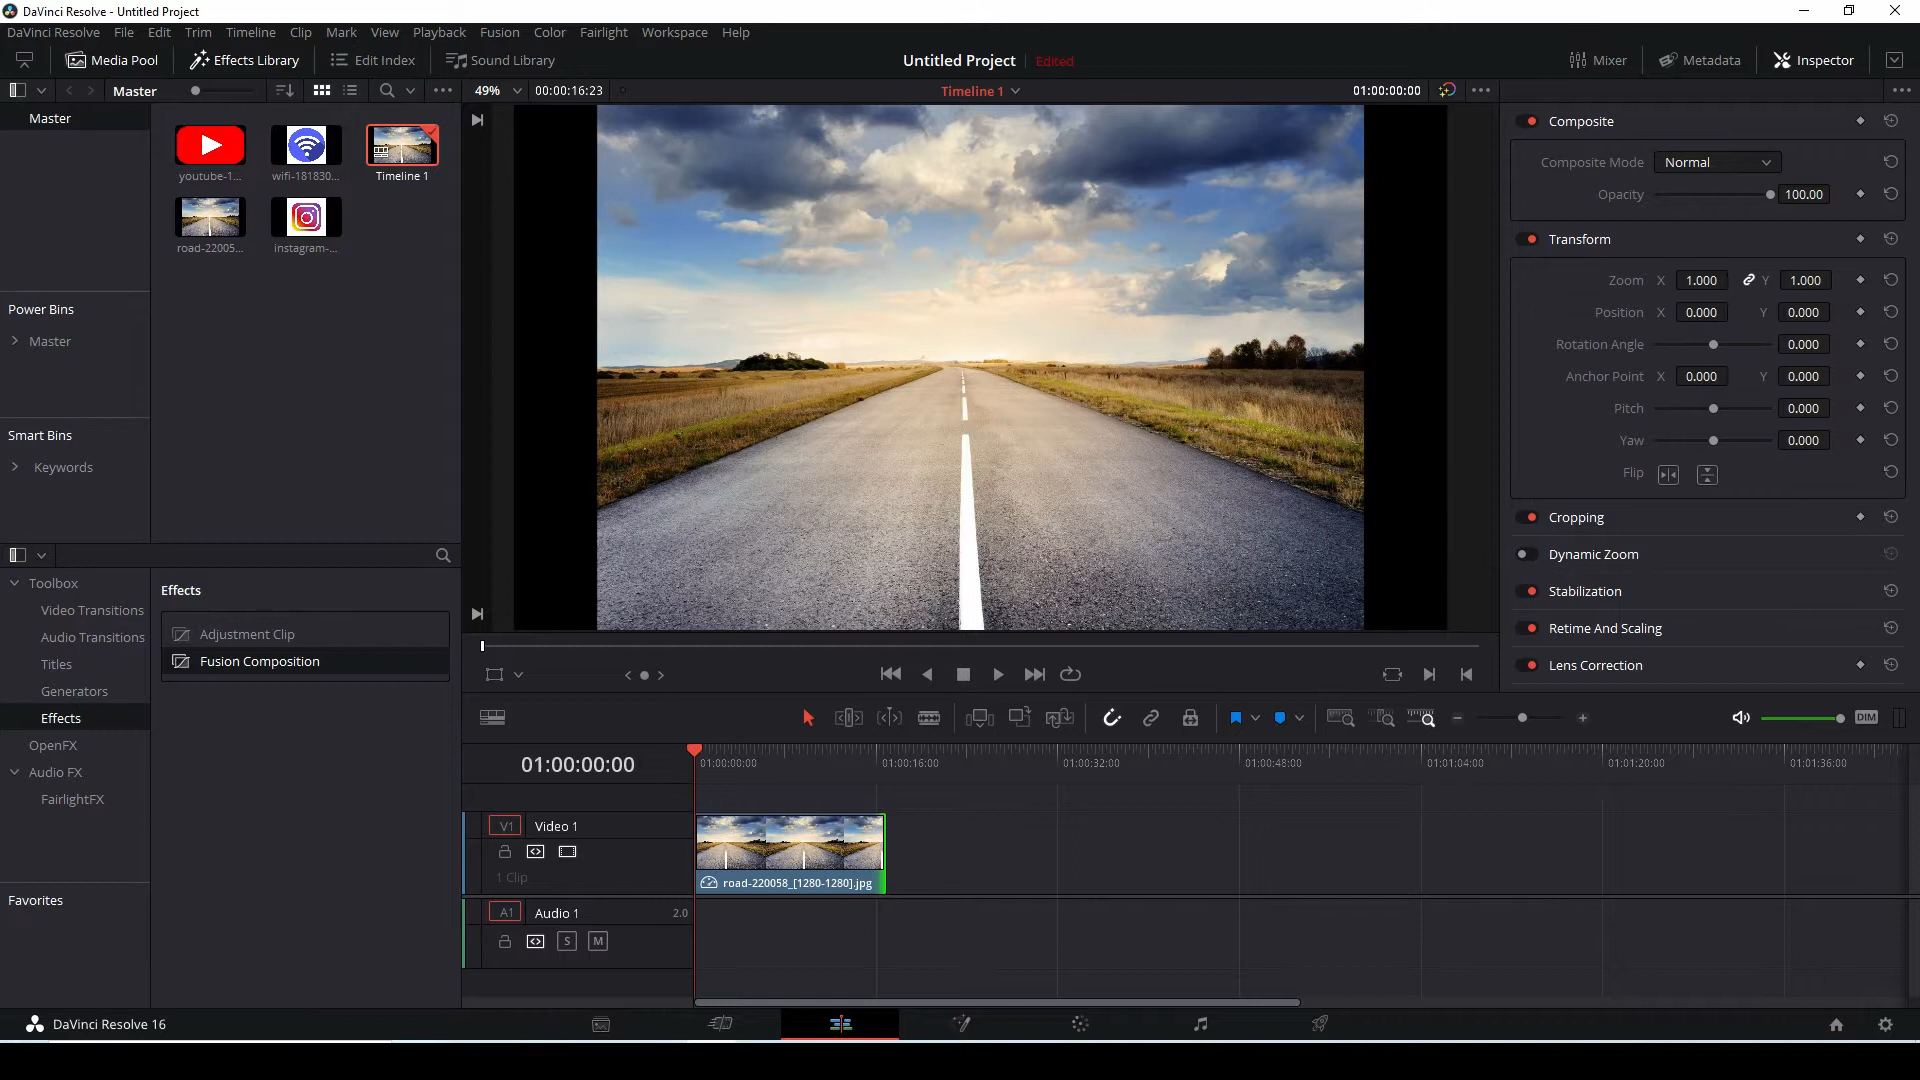 DaVinci Resolve - Untitled Project
DaVinci Resolve File Edit Trim Timeline Clip Mark View Playback Fusion Color Fairlight Workspace Help
Media Pool Effects Library Edit Index Sound Library Untitled Project Edited Mixer Metadata Inspector
Master 49% 00:00:16:23 Timeline 1 01:00:00:00
Master
youtube-1... wifi-181830... Timeline 1
road-22005... instagram-...
Power Bins
Master
Smart Bins
Keywords
Composite
Composite Mode Normal
Opacity 100.00
Transform
Zoom X 1.000 Y 1.000
Position X 0.000 Y 0.000
Rotation Angle 0.000
Anchor Point X 0.000 Y 0.000
Pitch 0.000
Yaw 0.000
Flip
Cropping
Dynamic Zoom
Stabilization
Retime And Scaling
Lens Correction
Toolbox
Video Transitions
Audio Transitions
Titles
Generators
Effects
OpenFX
Audio FX
FairlightFX
Favorites
Effects
Adjustment Clip
Fusion Composition
DIM
01:00:00:00
01:00:00:00 01:00:16:00 01:00:32:00 01:00:48:00 01:01:04:00 01:01:20:00 01:01:36:00
V1 Video 1
1 Clip
road-220058_[1280-1280].jpg
A1 Audio 1 2.0
S M
DaVinci Resolve 16